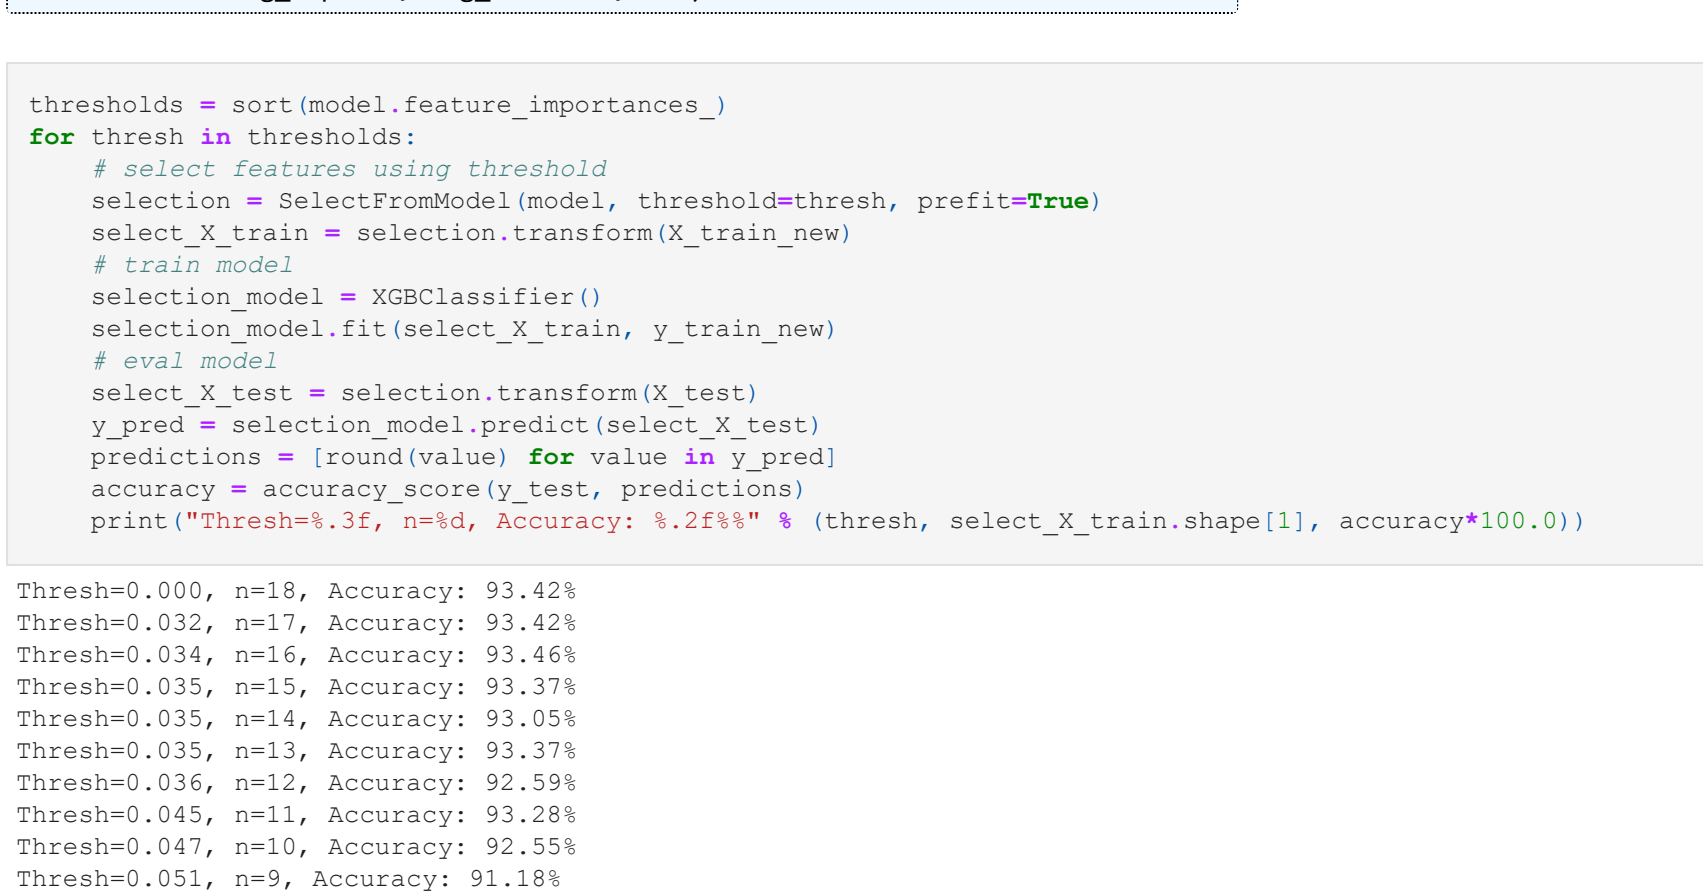 thresholds = sort(model.feature_importances_)
for thresh in thresholds:
    # select features using threshold
    selection = SelectFromModel(model, threshold=thresh, prefit=True)
    select_X_train = selection.transform(X_train_new)
    # train model
    selection_model = XGBClassifier()
    selection_model.fit(select_X_train, y_train_new)
    # eval model
    select_X_test = selection.transform(X_test)
    y_pred = selection_model.predict(select_X_test)
    predictions = [round(value) for value in y_pred]
    accuracy = accuracy_score(y_test, predictions)
    print("Thresh=%.3f, n=%d, Accuracy: %.2f%%" % (thresh, select_X_train.shape[1], accuracy*100.0))
Thresh=0.000, n=18, Accuracy: 93.42%
Thresh=0.032, n=17, Accuracy: 93.42%
Thresh=0.034, n=16, Accuracy: 93.46%
Thresh=0.035, n=15, Accuracy: 93.37%
Thresh=0.035, n=14, Accuracy: 93.05%
Thresh=0.035, n=13, Accuracy: 93.37%
Thresh=0.036, n=12, Accuracy: 92.59%
Thresh=0.045, n=11, Accuracy: 93.28%
Thresh=0.047, n=10, Accuracy: 92.55%
Thresh=0.051, n=9, Accuracy: 91.18%